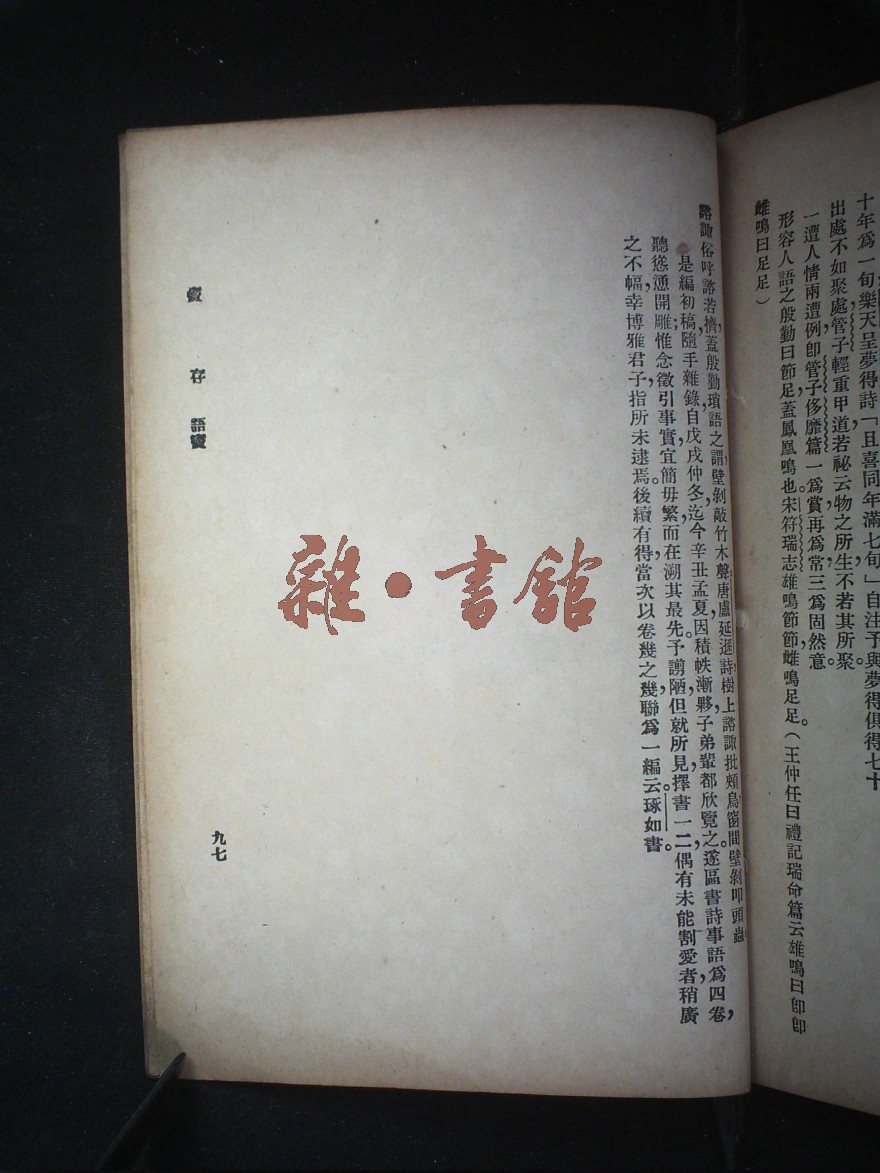 十年爲一旬樂天呈夢得詩「且喜同年滿七旬」自注予與夢得俱得七十
出處不如聚處管子輕重甲道若祕云物之所生不若其所聚。
一遭人情兩遭例卽管子侈靡篇一爲賞再爲常三爲固然意
形容人語之殷勤曰節足蓋鳳凰鳴也宋符瑞志雄鳴節節雌鳴足足。(王仲任曰禮記瑞命篇云雄鳴曰卽卽
雌鳴曰足足)
諮諏俗呼諮若擠蓋殷勤瑣語之謂壁剝敲竹木聲唐盧延遜詩樹上諮諏批頰鳥窗間壁剝叩頭蟲
是編初稿隨手雜錄自戊戌仲冬迄今辛丑孟夏因積帙漸夥子弟輩都欣覽之遂區書詩事語爲四卷,
聽慫慂開雕;惟念徵引事實宜簡毋繁而在溯其最先。予謭陋但就所見擇書一二,偶有未能割愛者稍廣
之不幅幸博雅君子指所未逮焉。後續有得當次以卷幾之幾聯爲一編云。琢如書。
存
語竇
九七
雜·書館